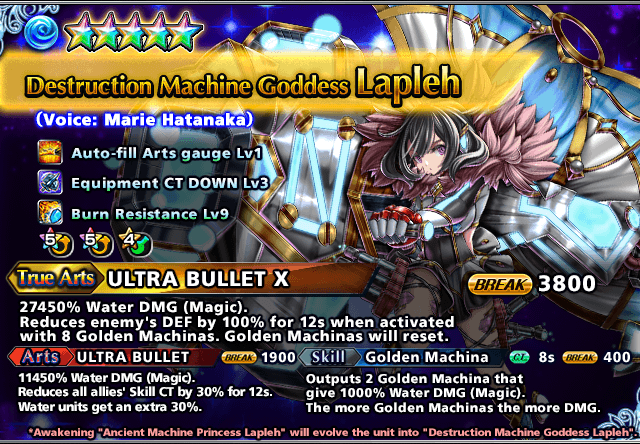 Destruction Machine Goddess Lapleh
(Voice: Marie Hatanaka)
Auto-fill Arts gauge Lv1
Equipment CT DOWN Lv3
Burn Resistance Lv9
5 5 4
True Arts ULTRA BULLET X BREAK 3800
27450% Water DMG (Magic).
Reduces enemy's DEF by 100% for 12s when activated
with 8 Golden Machinas. Golden Machinas will reset.
Arts ULTRA BULLET BREAK 1900
11450% Water DMG (Magic).
Reduces all allies' Skill CT by 30% for 12s.
Water units get an extra 30%.
Skill Golden Machina CT 8s BREAK 400
Outputs 2 Golden Machina that
give 1000% Water DMG (Magic).
The more Golden Machinas the more DMG.
*Awakening "Ancient Machine Princess Lapleh" will evolve the unit into "Destruction Machine Goddess Lapleh".